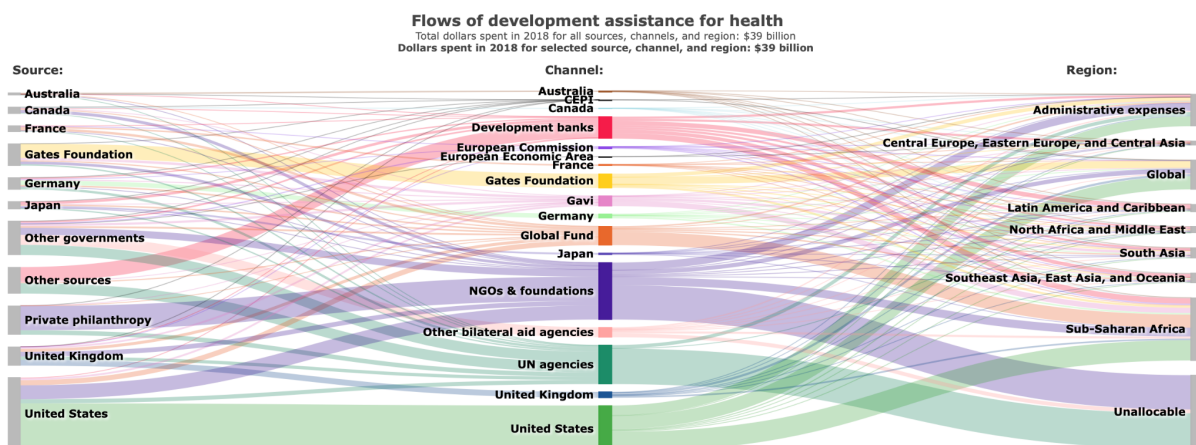 Flows of development assistance for health
Total dollars spent in 2018 for all sources, channels, and region: $39 billion
Dollars spent in 2018 for selected source, channel, and region: $39 billion
Source:
Channel:
Region:
Australia
Canada
France
Gates Foundation
Germany
Japan
Other governments
Other sources
Private philanthropy
United Kingdom
United States
Australia
CEPI
Canada
Development banks
European Commission
European Economic Area
France
Gates Foundation
Gavi
Germany
Global Fund
Japan
NGOs & foundations
Other bilateral aid agencies
UN agencies
United Kingdom
United States
Administrative expenses
Central Europe, Eastern Europe, and Central Asia
Global
Latin America and Caribbean
North Africa and Middle East
South Asia
Southeast Asia, East Asia, and Oceania
Sub-Saharan Africa
Unallocable